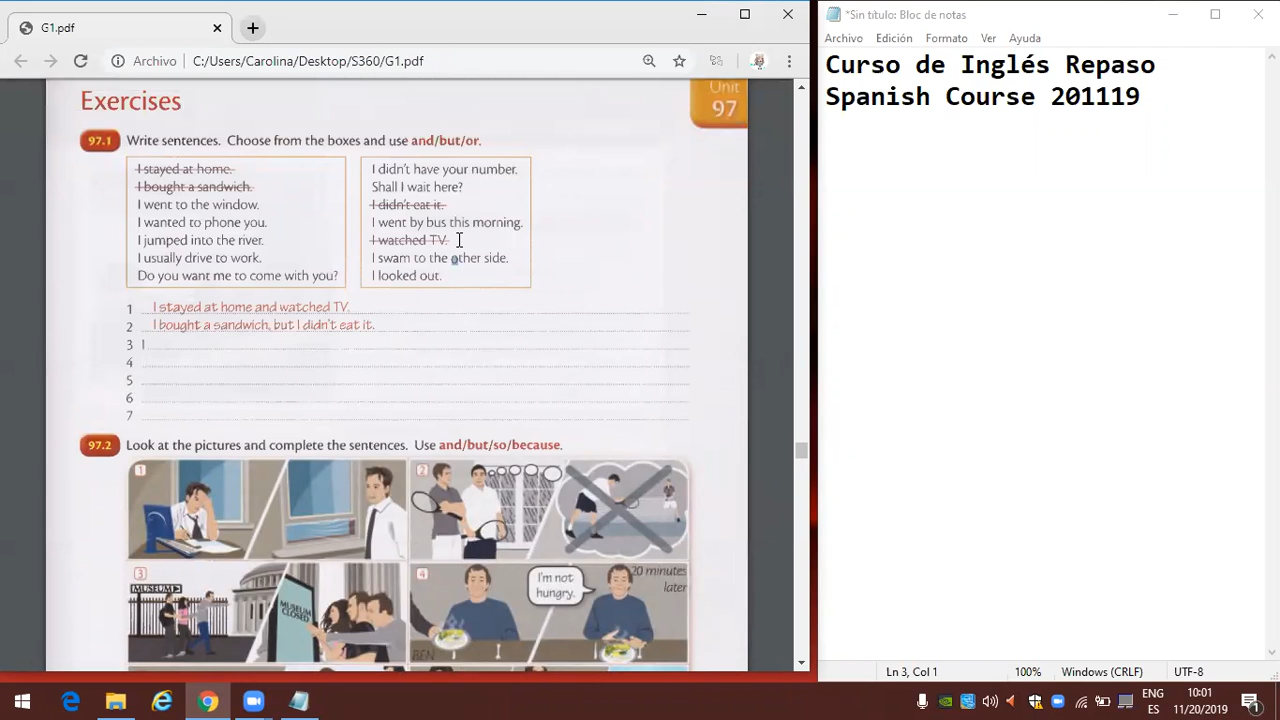 G1.pdf
Archivo C:/Users/Carolina/Desktop/S360/G1.pdf
Exercises
Unit
97
97.1 Write sentences. Choose from the boxes and use and/but/or.
I stayed at home.
I bought a sandwich.
I went to the window.
I wanted to phone you.
I jumped into the river.
I usually drive to work.
Do you want me to come with you?
I didn't have your number.
Shall I wait here?
I didn't eat it.
I went by bus this morning.
I watched TV.
I swam to the other side.
I looked out.
1 I stayed at home and watched TV.
2 I bought a sandwich, but I didn't eat it.
3 I
4
5
6
7
97.2 Look at the pictures and complete the sentences. Use and/but/so/because.
1
2
3
MUSEUM
MUSEUM
CLOSED
4
I'm not
hungry.
20 minutes
later
BEN
*Sin título: Bloc de notas
Archivo Edición Formato Ver Ayuda
Curso de Inglés Repaso
Spanish Course 201119
Ln 3, Col 1 100% Windows (CRLF) UTF-8
ENG
ES
10:01
11/20/2019
1